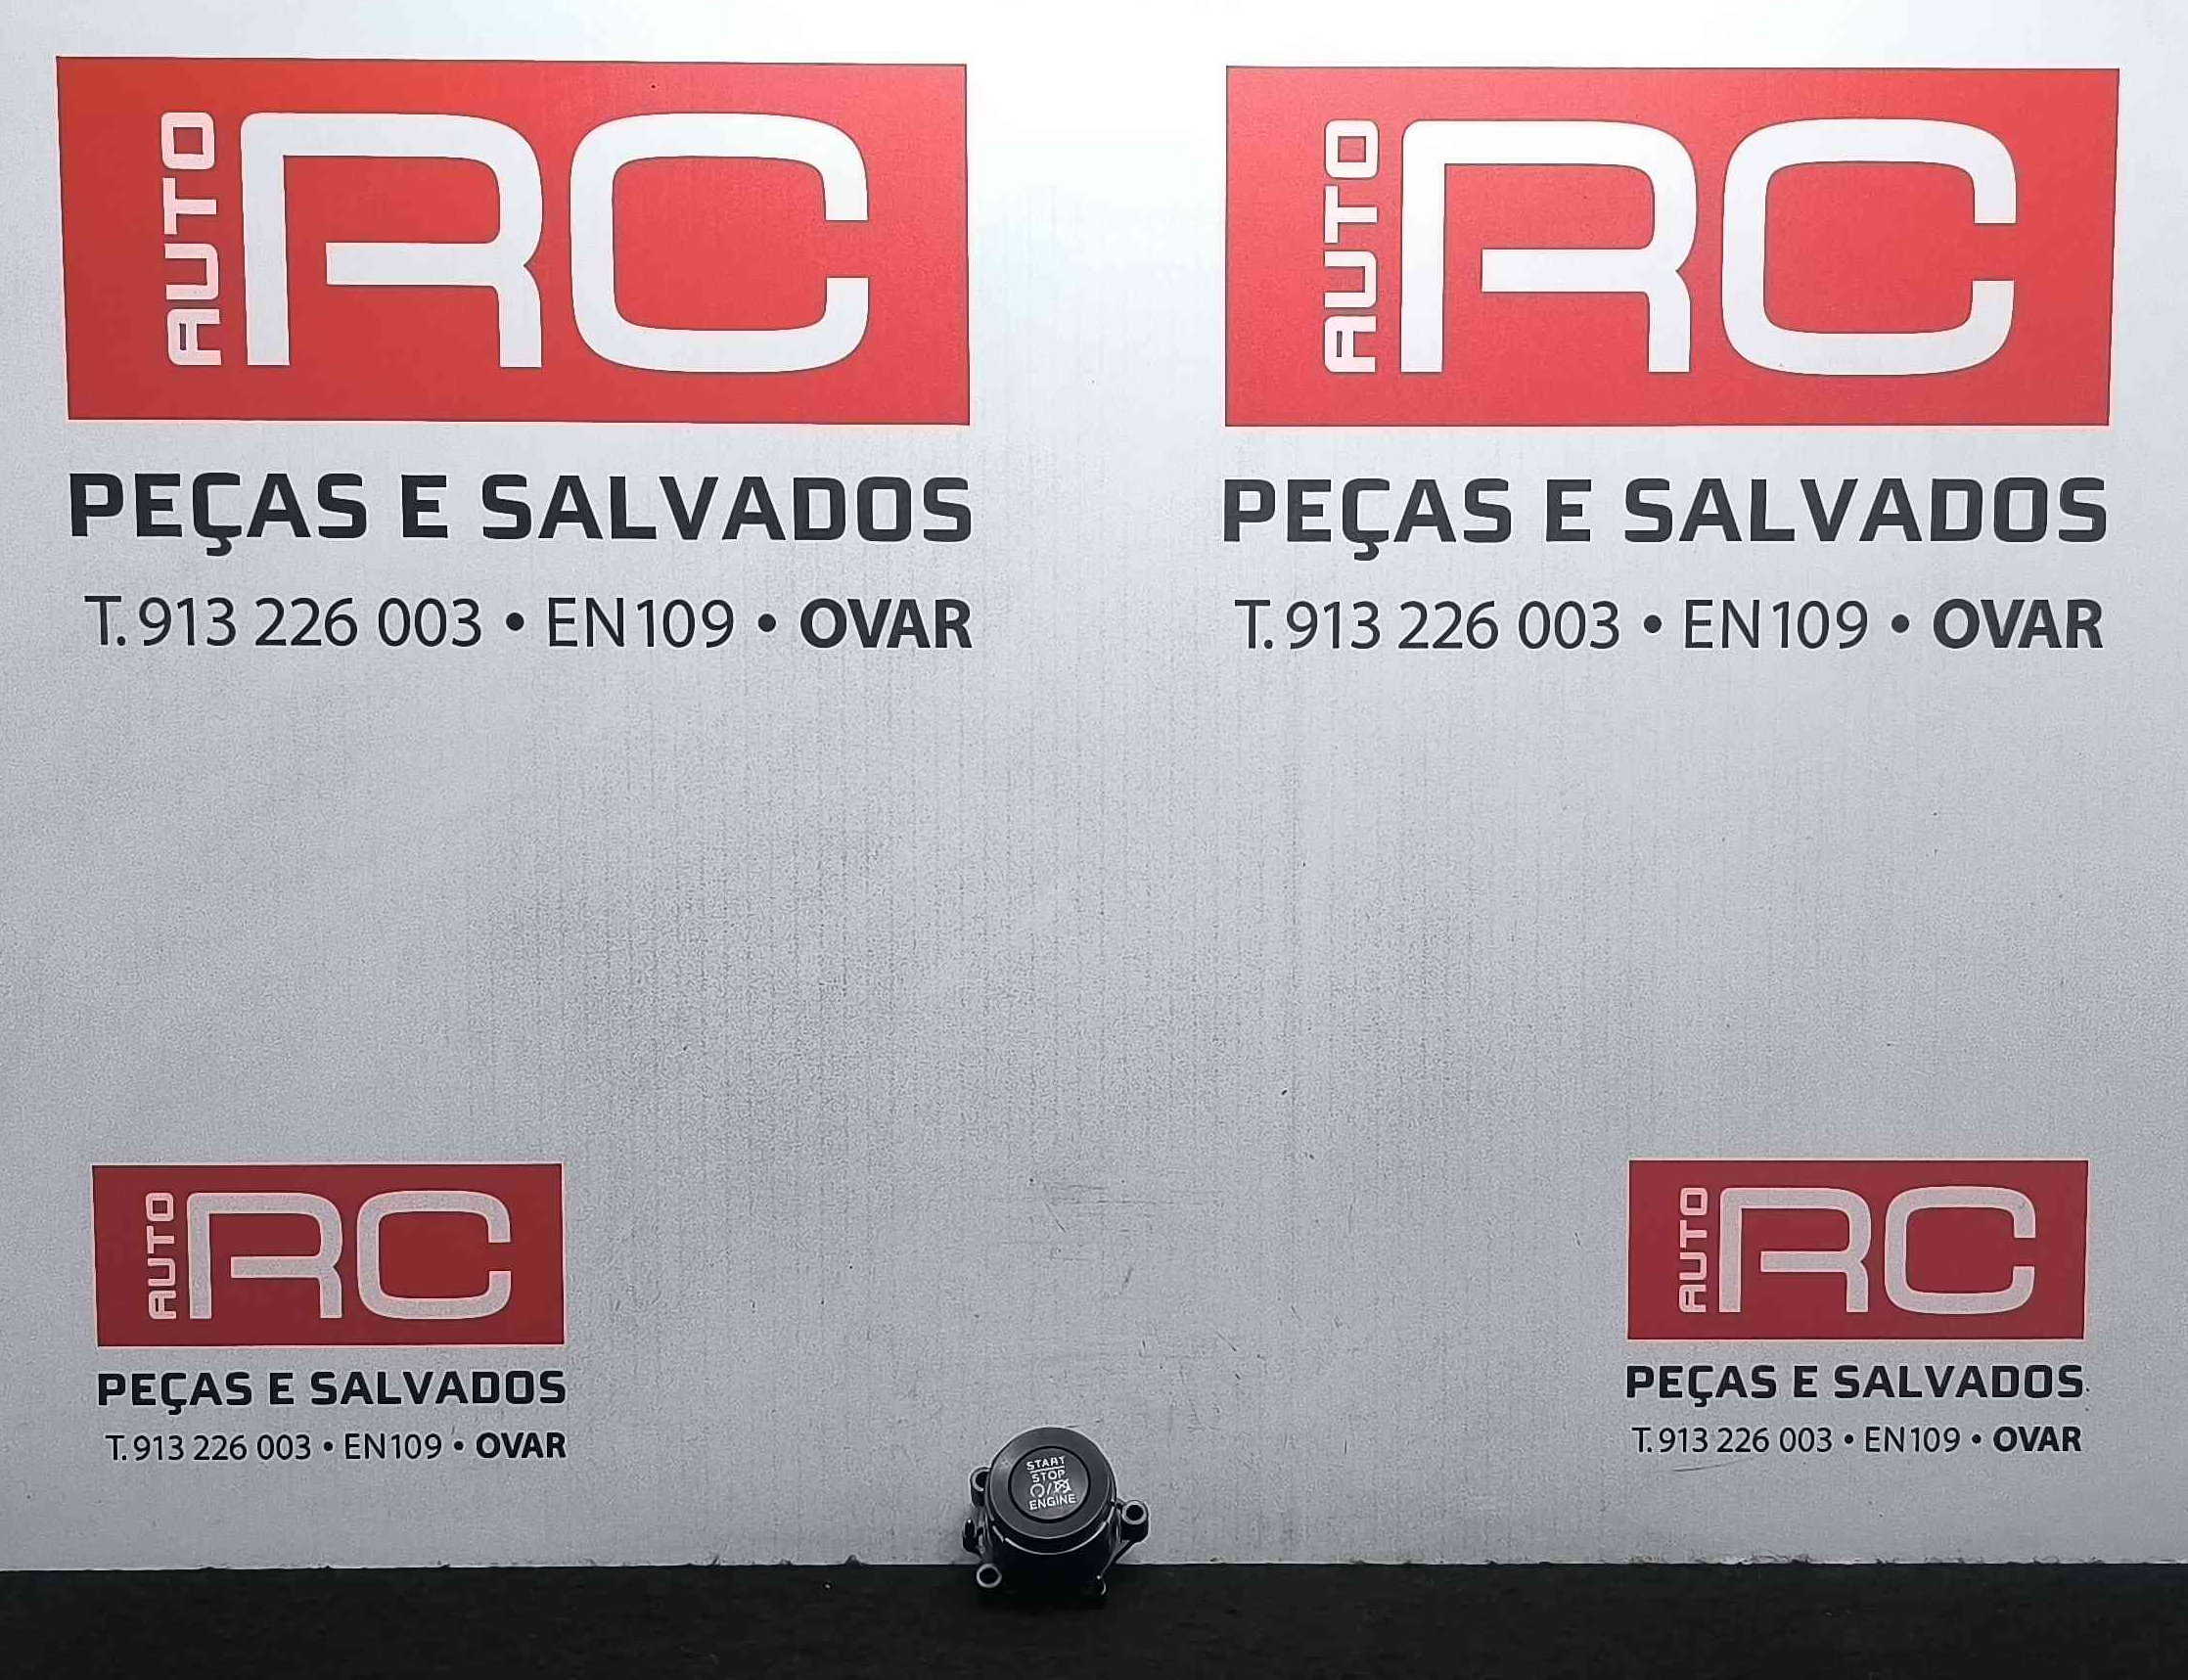 AUTO RC
PEÇAS E SALVADOS
T. 913 226 003 • EN109 • OVAR
AUTO RC
PEÇAS E SALVADOS
T. 913 226 003 • EN109 • OVAR
AUTO RC
PEÇAS E SALVADOS
T. 913 226 003 • EN109 • OVAR
AUTO RC
PEÇAS E SALVADOS
T. 913 226 003 • EN109 • OVAR
START
STOP
ENGINE